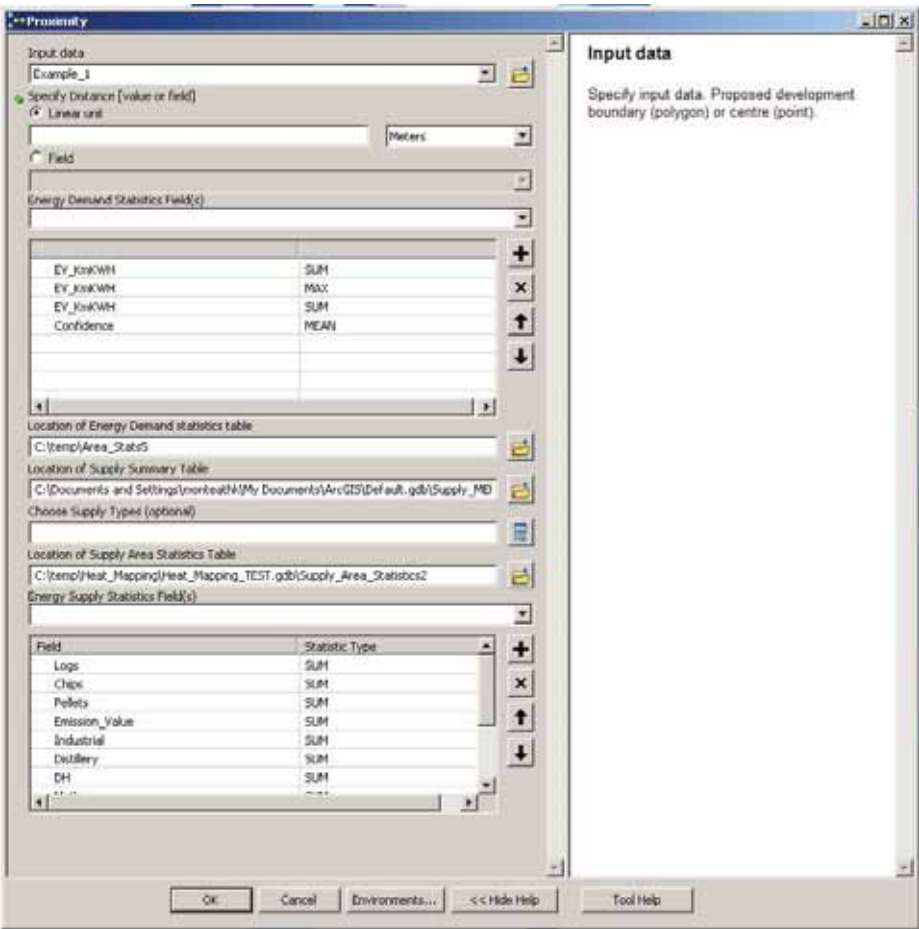 Proximity
Input data
Example_1
Specify Distance [value or field]
Linear unit
Meters
Field
Energy Demand Statistics Field(s)
EV_KmKWH SUM
EV_KmKWH MAX
EV_KmKWH SUM
Confidence MEAN
Location of Energy Demand statistics table
C:\temp\Area_Stats5
Location of Supply Summary Table
C:\Documents and Settings\monteathk\My Documents\ArcGIS\Default.gdb\Supply_MEI
Choose Supply Types (optional)
Location of Supply Area Statistics Table
C:\temp\Heat_Mapping\Heat_Mapping_TEST.gdb\Supply_Area_Statistics2
Energy Supply Statistics Field(s)
Field Statistic Type
Logs SUM
Chips SUM
Pellets SUM
Emission_Value SUM
Industrial SUM
Distillery SUM
DH SUM
OK Cancel Environments... << Hide Help Tool Help
Input data
Specify input data. Proposed development
boundary (polygon) or centre (point).